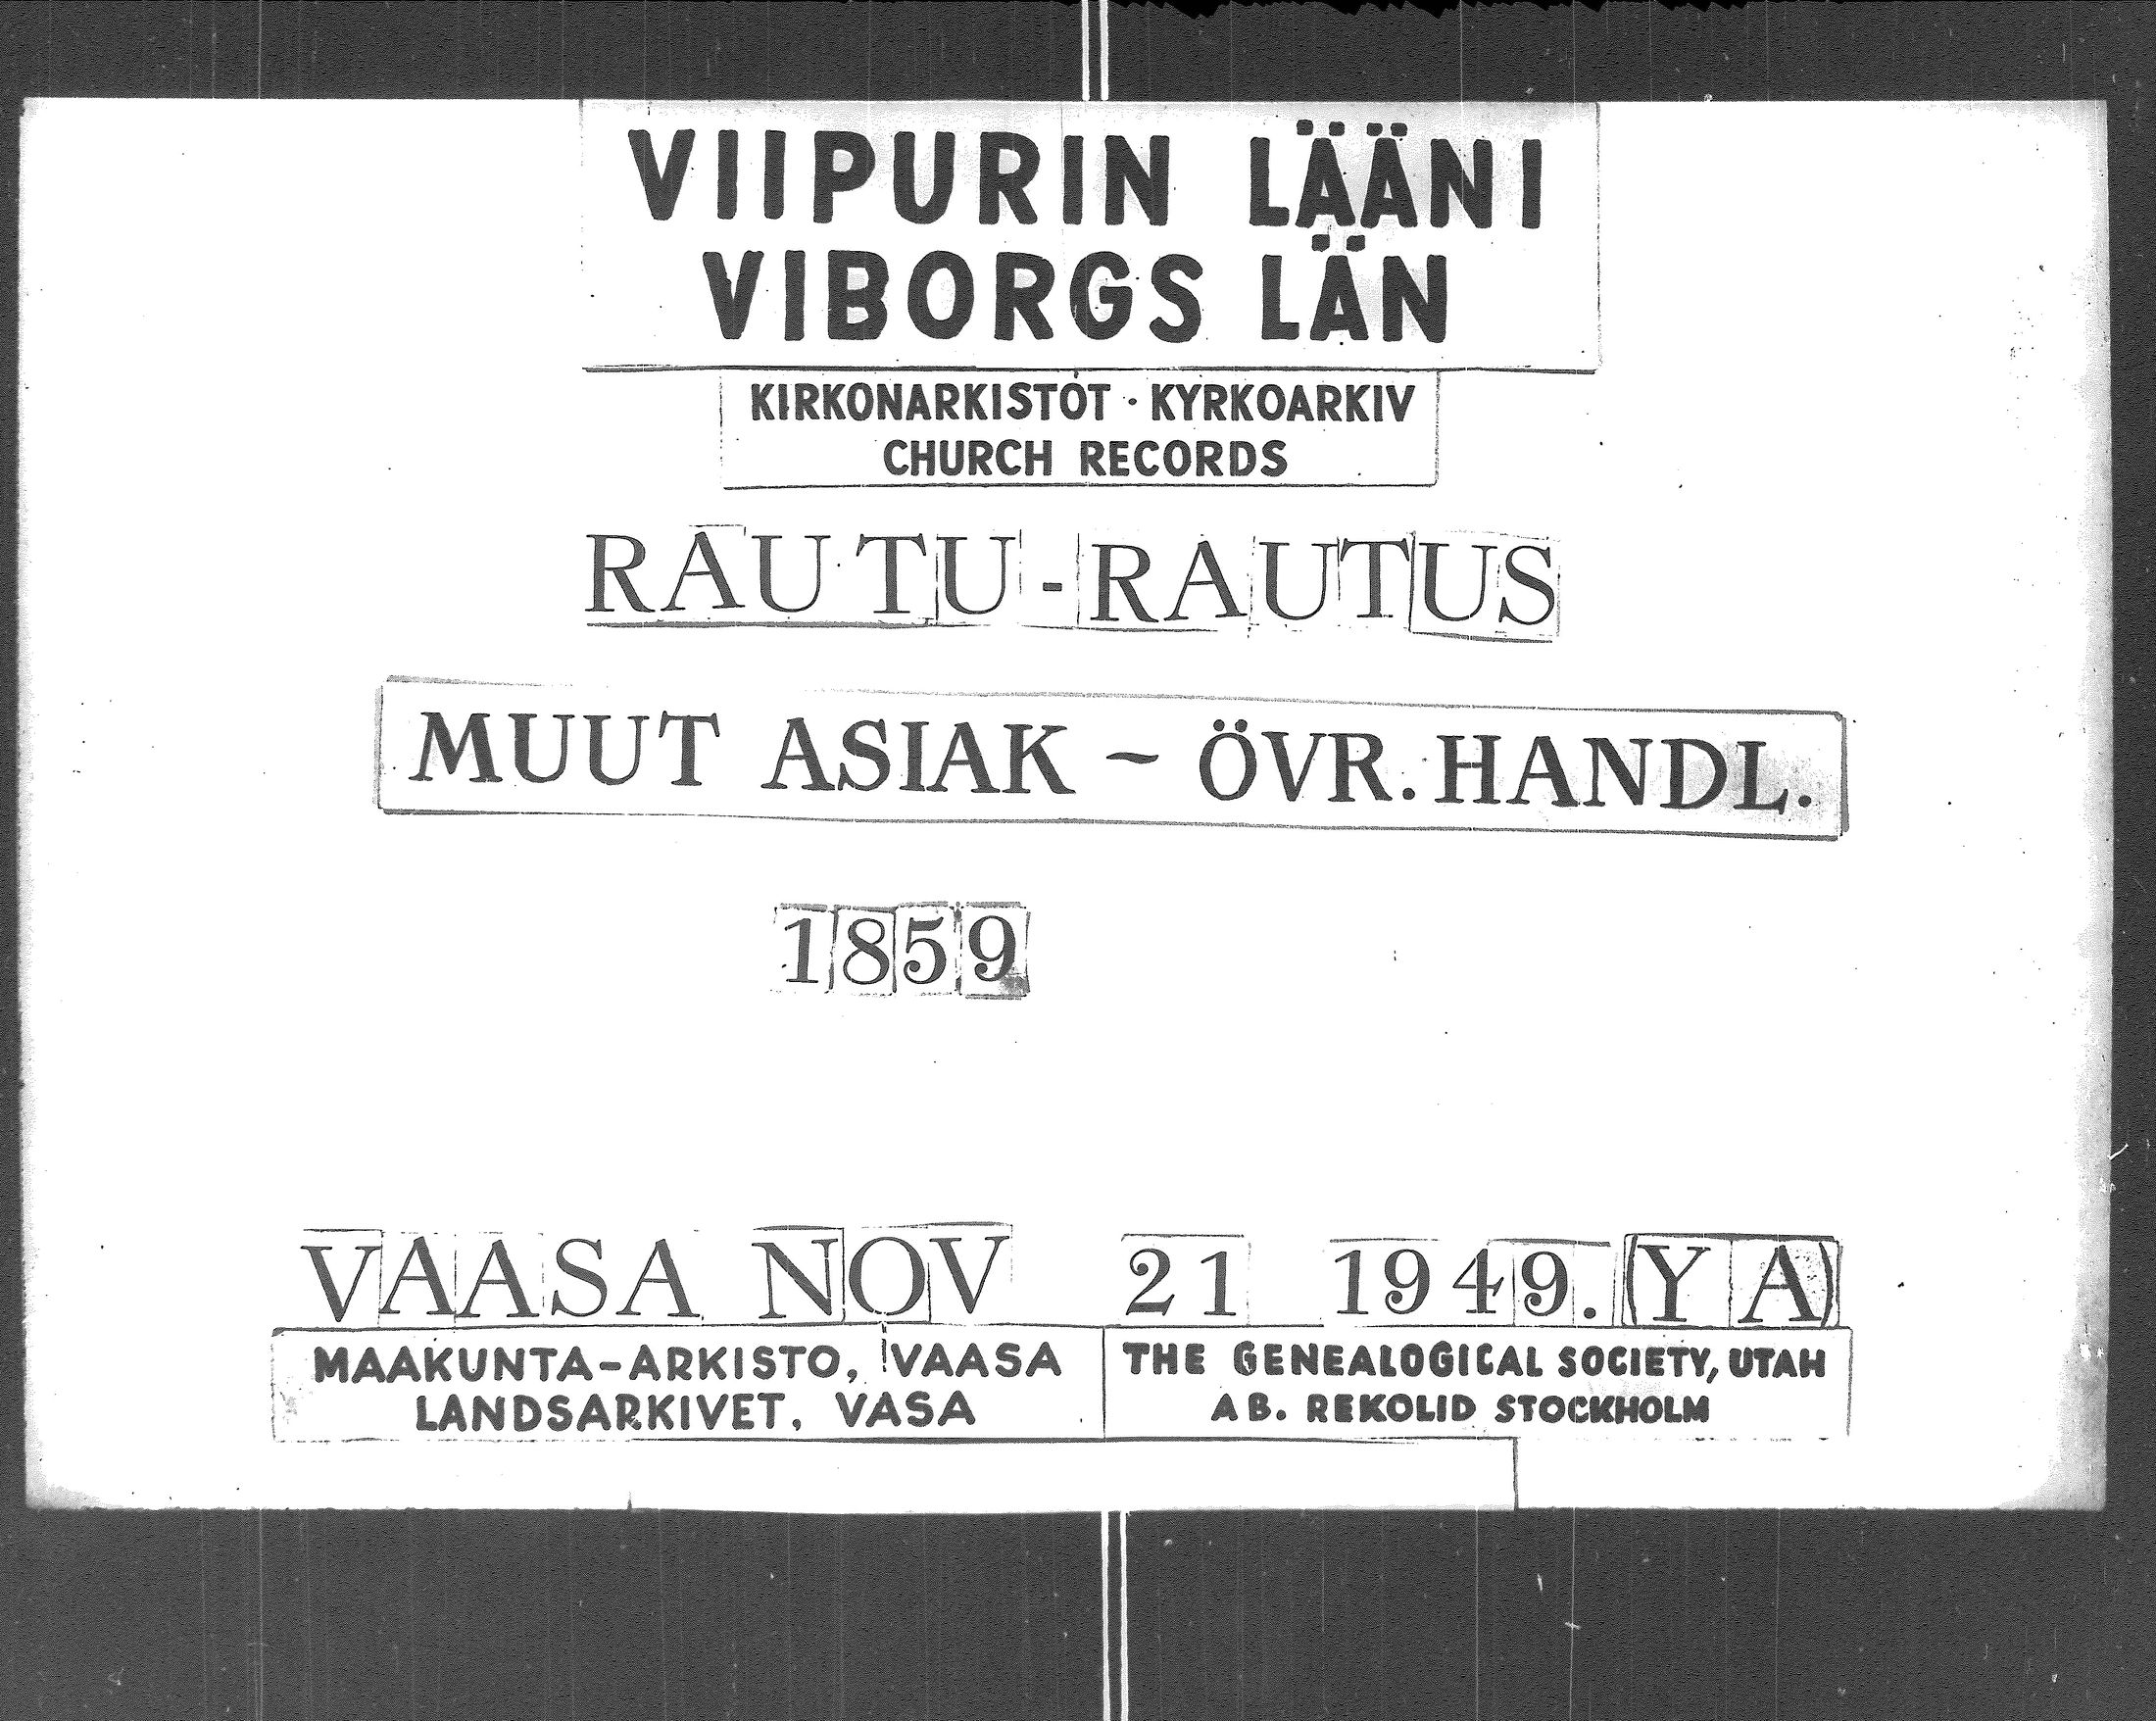 VIIPURIN LÄÄNI
VIBORGS LÄN
KIRKONARKISTOT · KYRKOARKIV
CHURCH RECORDS
RAUTU - RAUTUS
MUUT ASIAK ~ ÖVR. HANDL.
1859
VAASA NOV 21 1949. (YA)
MAAKUNTA-ARKISTO, VAASA
LANDSARKIVET, VASA
THE GENEALOGICAL SOCIETY, UTAH
AB. REKOLID STOCKHOLM